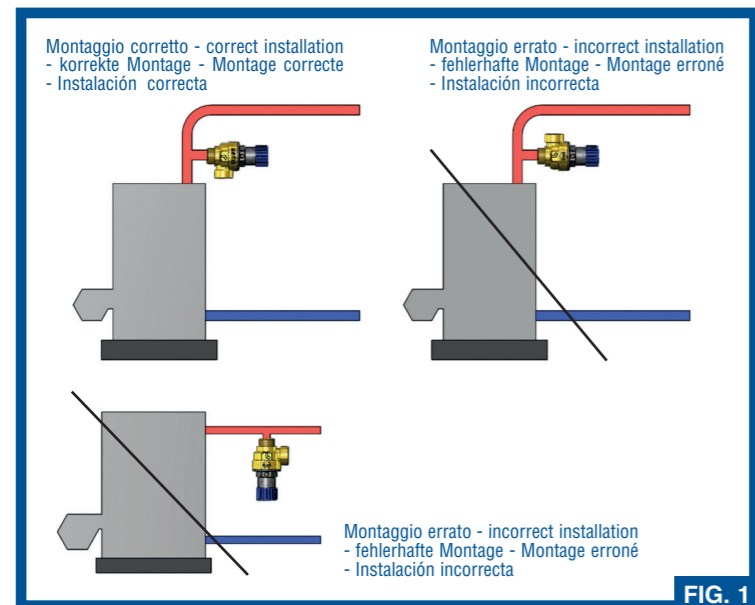 Montaggio corretto - correct installation
- korrekte Montage - Montage correcte
- Instalación correcta
Montaggio errato - incorrect installation
- fehlerhafte Montage - Montage erroné
- Instalación incorrecta
Montaggio errato - incorrect installation
- fehlerhafte Montage - Montage erroné
- Instalación incorrecta
FIG. 1